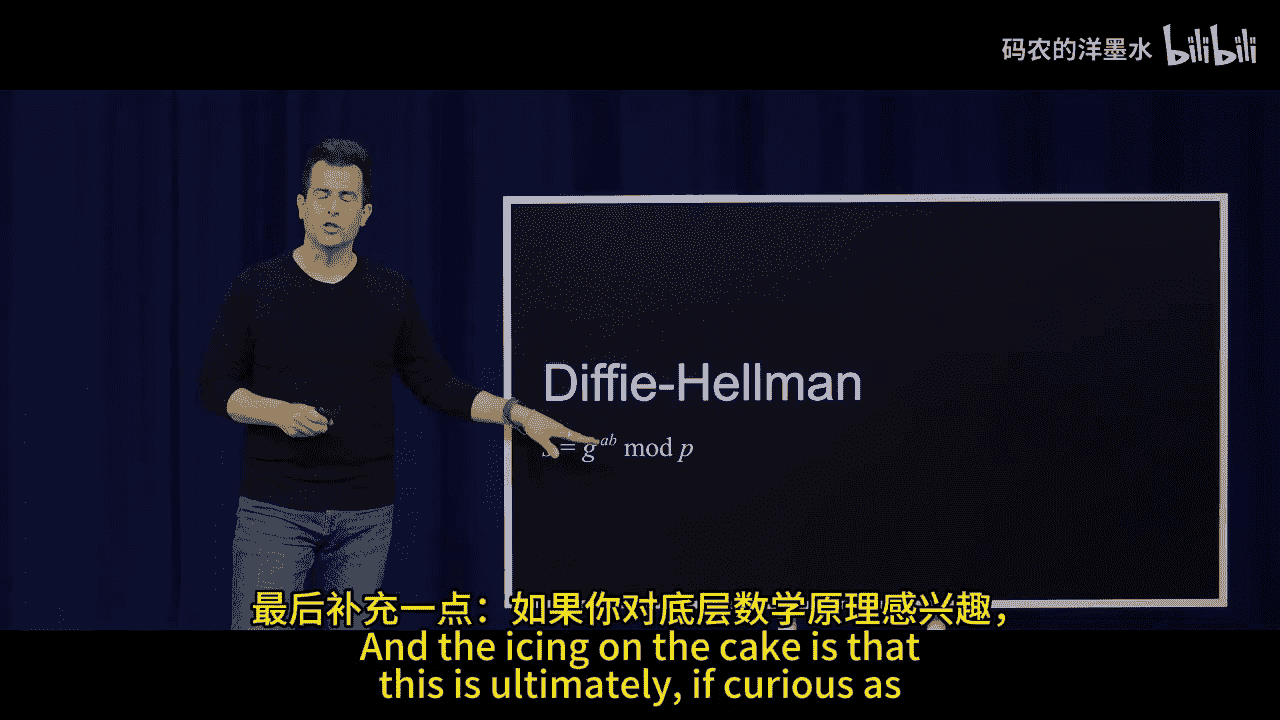 码农的洋墨水 bilibili
Diffie-Hellman
s = g^ab mod p
最后补充一点：如果你对底层数学原理感兴趣，
And the icing on the cake is that
this is ultimately, if curious as